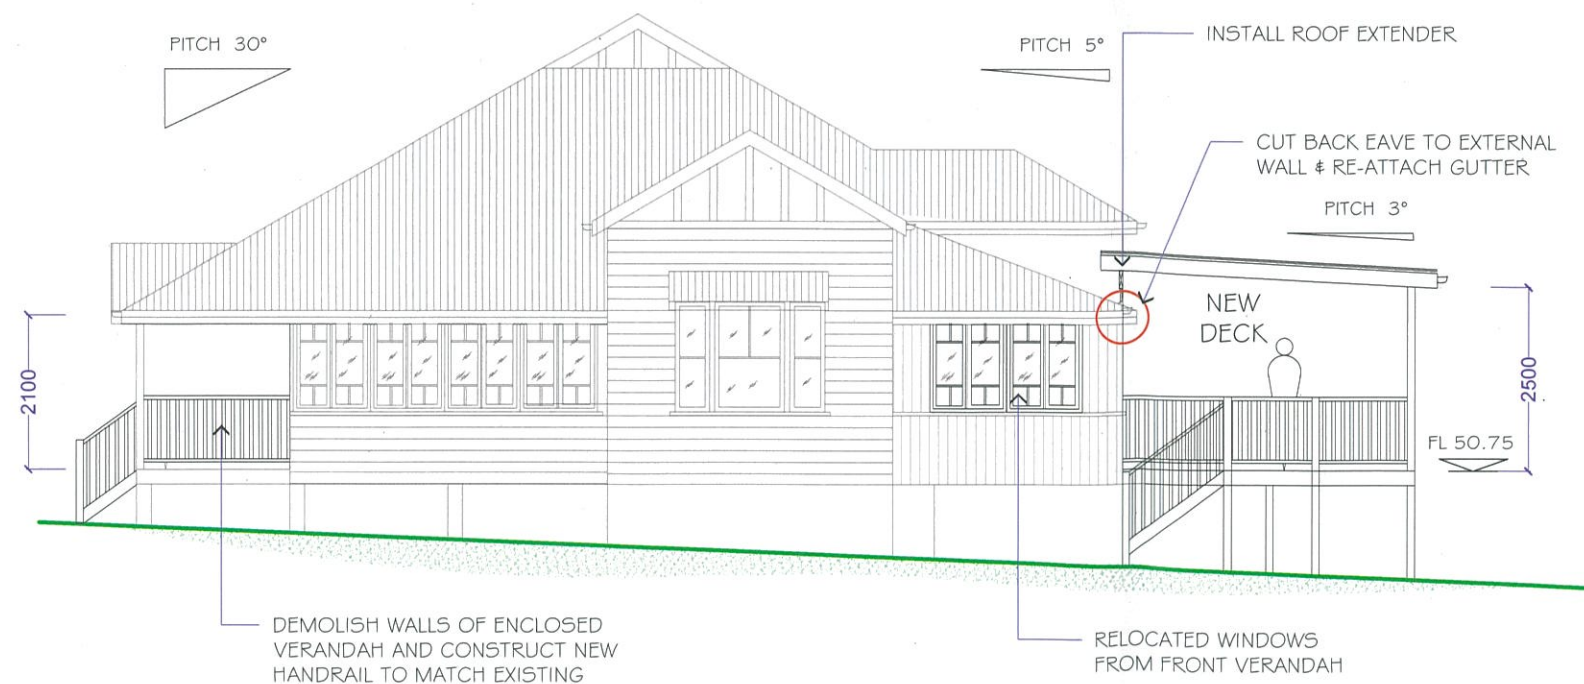 PITCH 30°
PITCH 5°
INSTALL ROOF EXTENDER
CUT BACK EAVE TO EXTERNAL
WALL & RE-ATTACH GUTTER
PITCH 3°
NEW
DECK
2100
2500
FL 50.75
DEMOLISH WALLS OF ENCLOSED
VERANDAH AND CONSTRUCT NEW
HANDRAIL TO MATCH EXISTING
RELOCATED WINDOWS
FROM FRONT VERANDAH